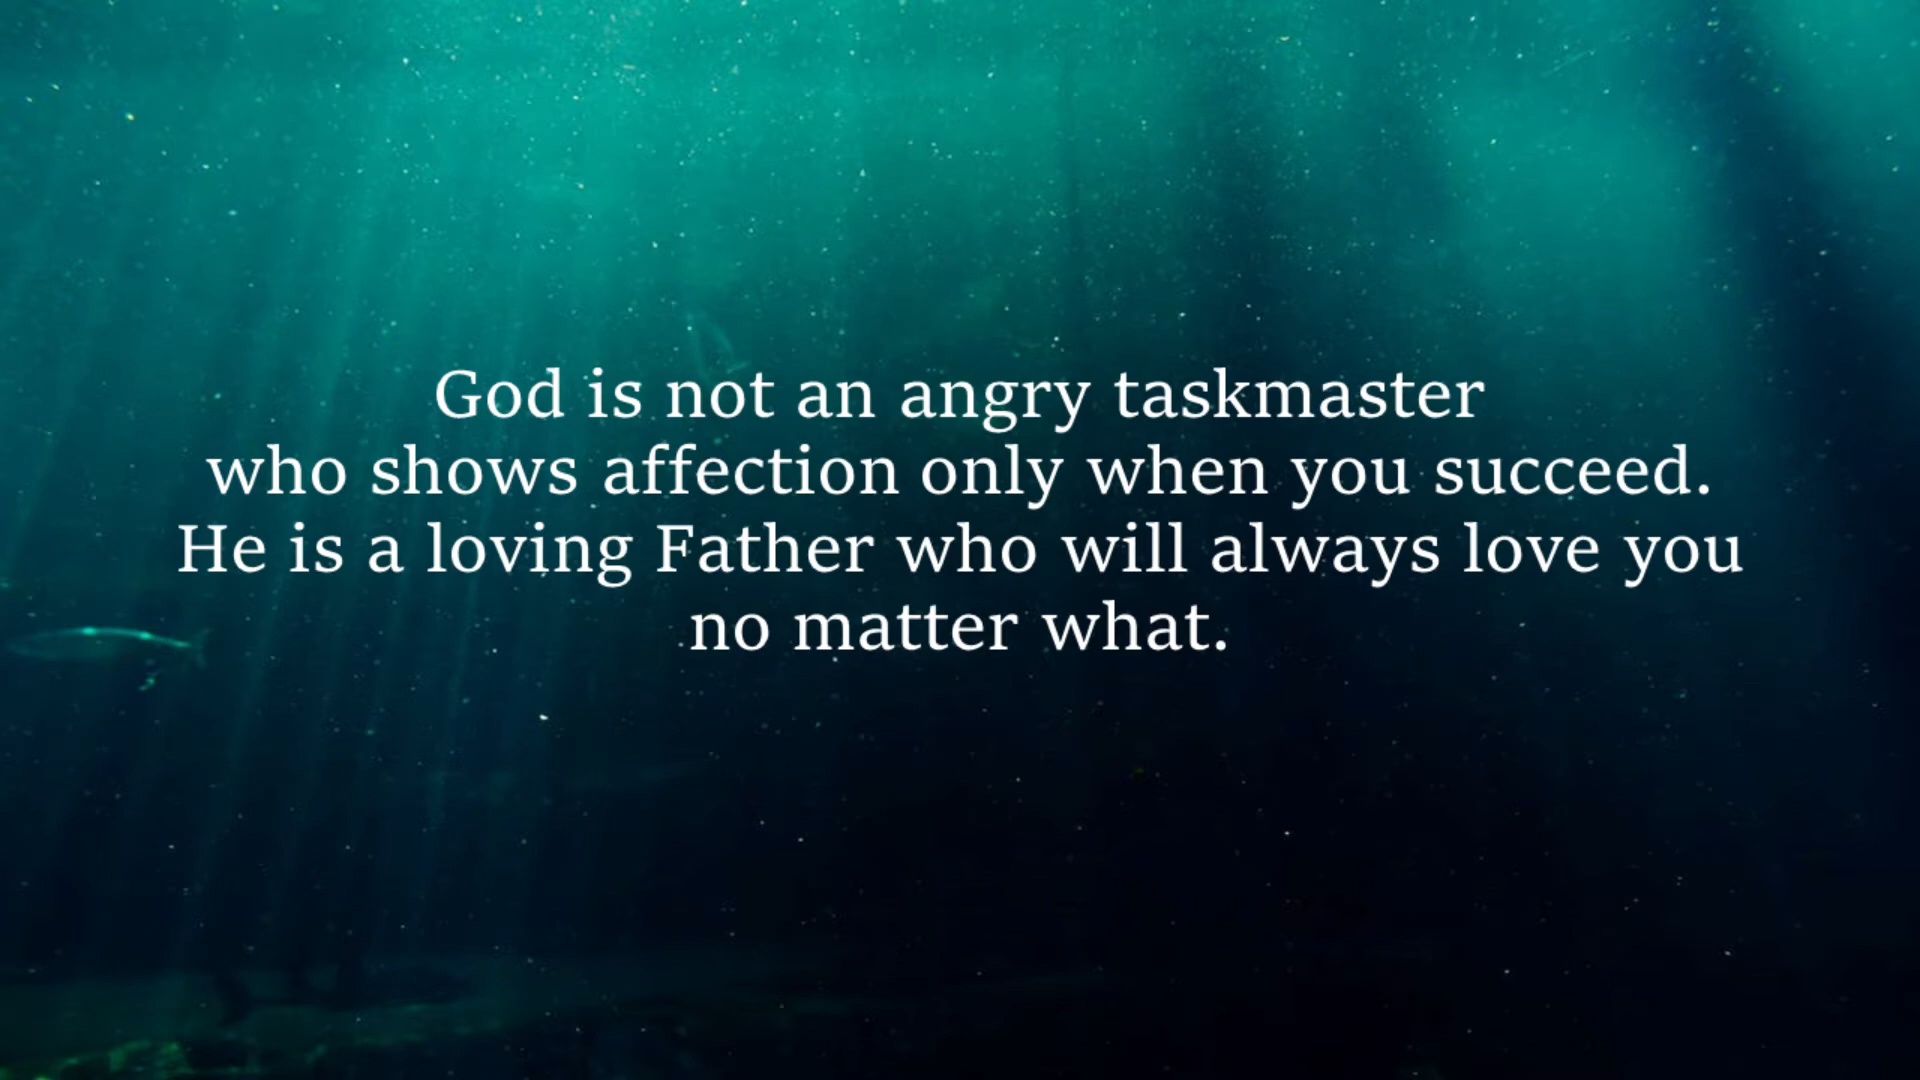 God is not an angry taskmaster
who shows affection only when you succeed.
He is a loving Father who will always love you
no matter what.